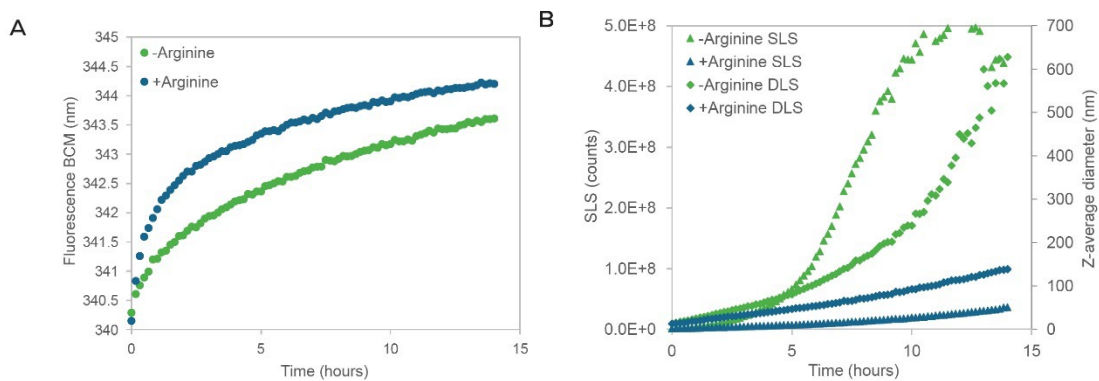 A
Fluorescence BCM (nm)
345
344.5
344
343.5
343
342.5
342
341.5
341
340.5
340
-Arginine
+Arginine
0
5
10
15
Time (hours)
B
SLS (counts)
5.0E+8
4.0E+8
3.0E+8
2.0E+8
1.0E+8
0.0E+0
-Arginine SLS
+Arginine SLS
-Arginine DLS
+Arginine DLS
700
600
500
400
300
200
100
0
Z-average diameter (nm)
0
5
10
15
Time (hours)